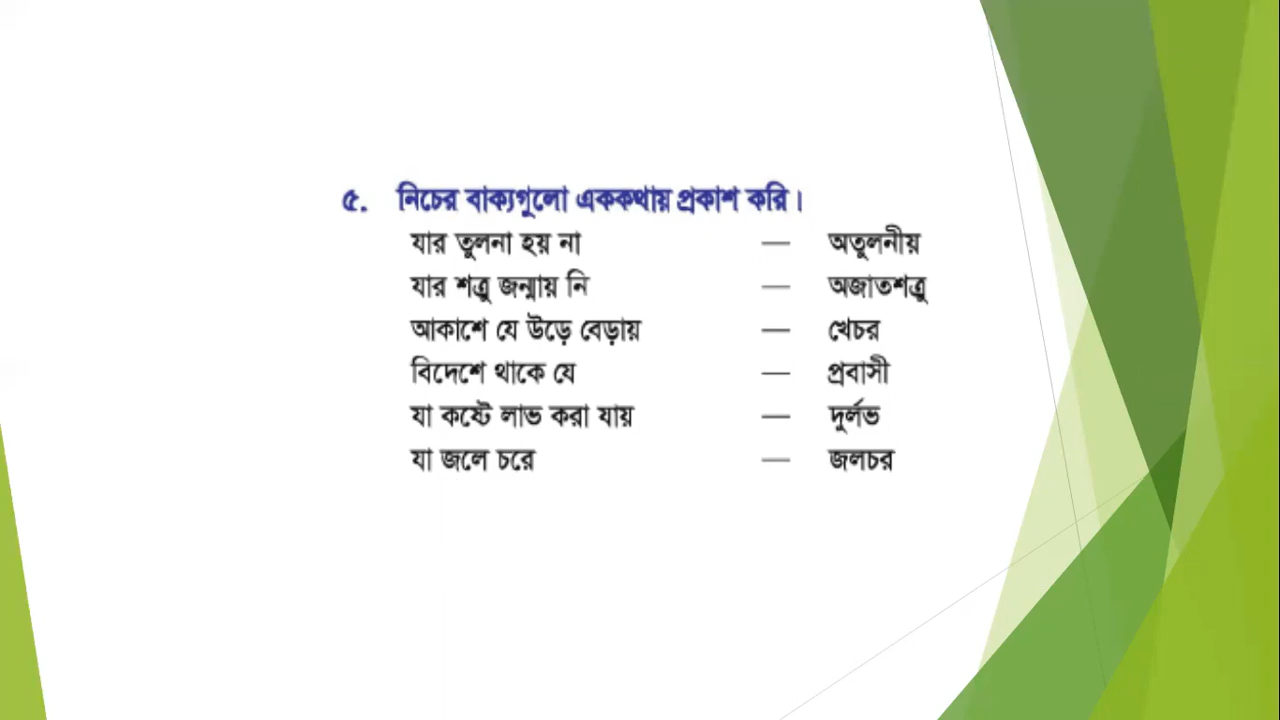 ৫. নিচের বাক্যগুলো এককথায় প্রকাশ করি।
যার তুলনা হয় না — অতুলনীয়
যার শত্রু জন্মায় নি — অজাতশত্রু
আকাশে যে উড়ে বেড়ায় — খেচর
বিদেশে থাকে যে — প্রবাসী
যা কষ্টে লাভ করা যায় — দুর্লভ
যা জলে চরে — জলচর